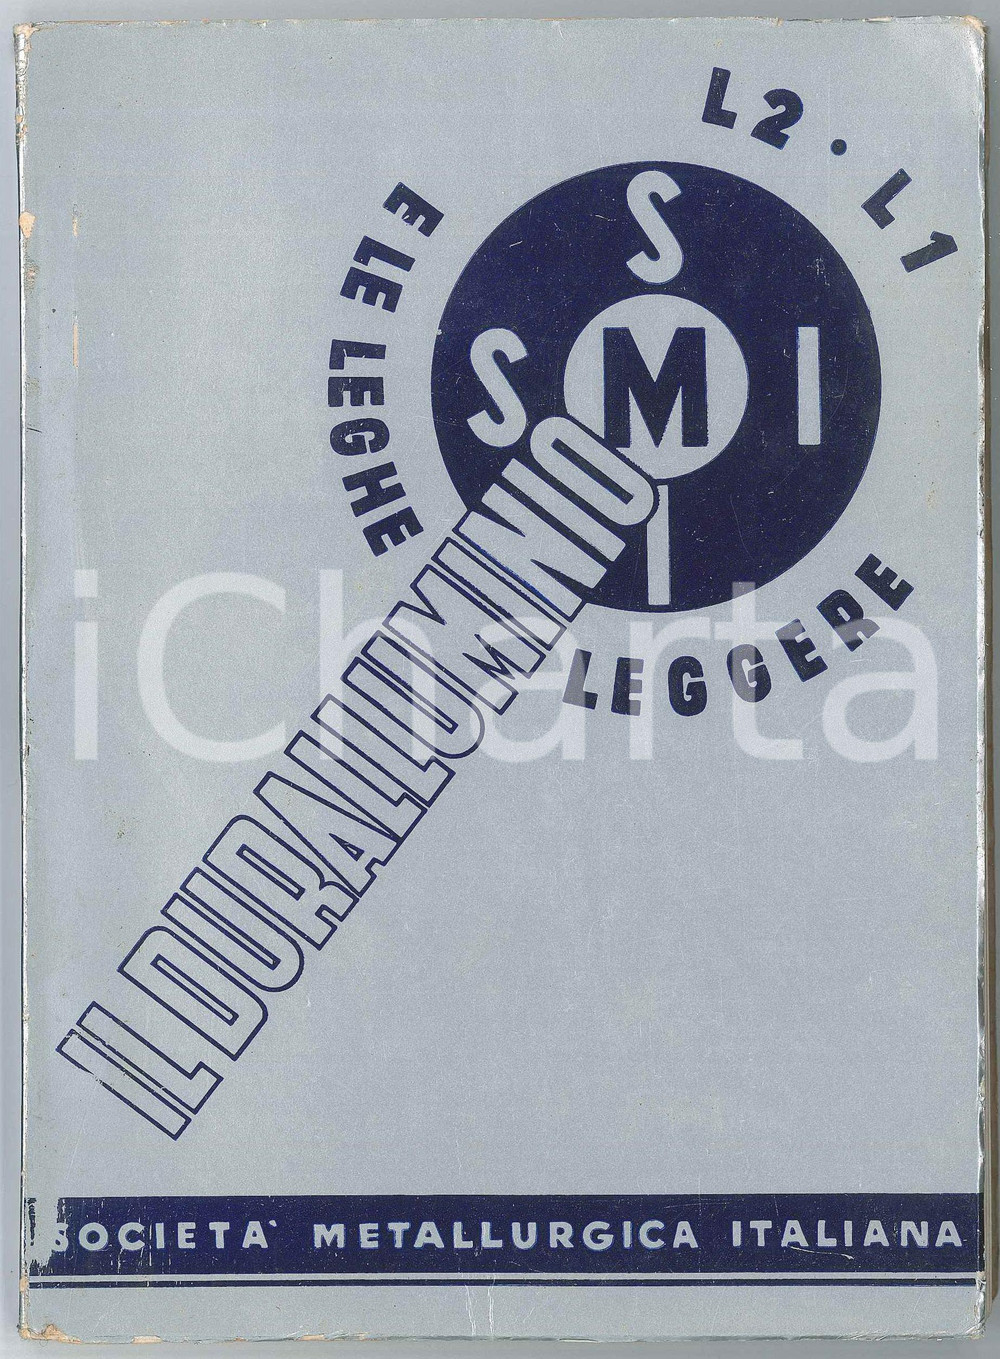 L2 · L1
E LE LEGHE
LEGGERE
S
S M I
I
IL DURALLUMINIO
SOCIETA' METALLURGICA ITALIANA
iCharta